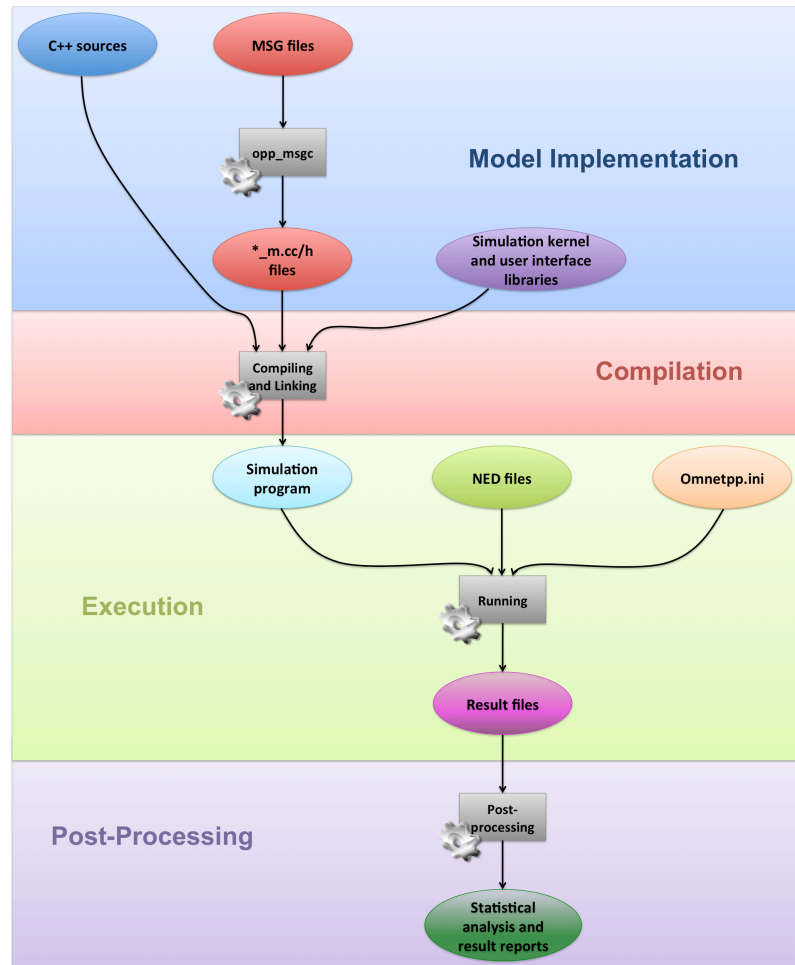 C++ sources
MSG files
opp_msgc
Model Implementation
*_m.cc/h
files
Simulation kernel
and user interface
libraries
Compiling
and Linking
Compilation
Simulation
program
NED files
Omnetpp.ini
Execution
Running
Result files
Post-Processing
Post-
processing
Statistical
analysis and
result reports